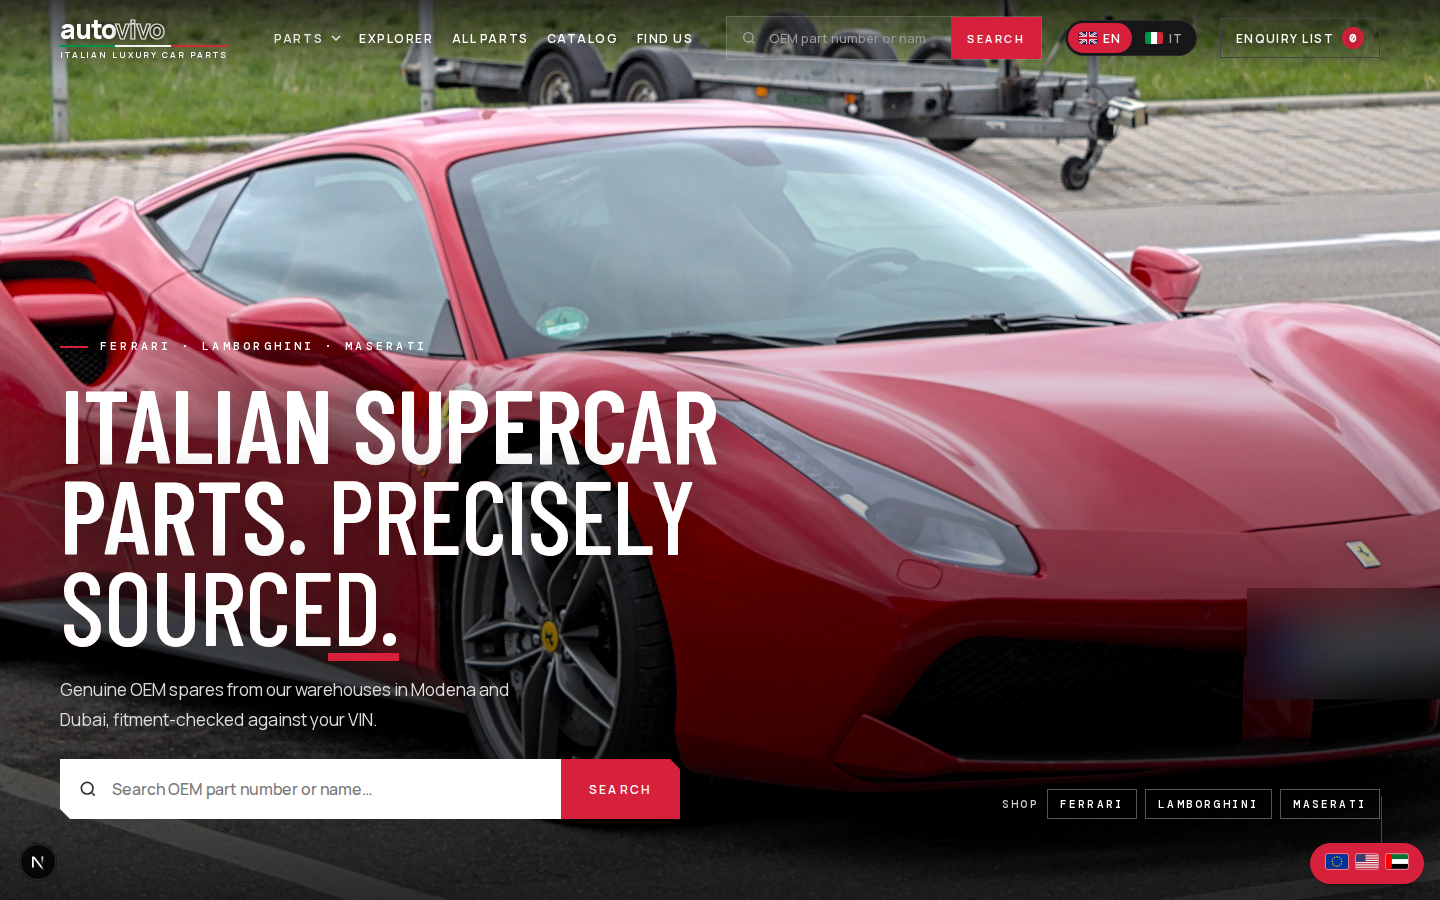 autovivo
ITALIAN LUXURY CAR PARTS
PARTS
EXPLORER
ALL PARTS
CATALOG
FIND US
OEM part number or nam
SEARCH
EN
IT
ENQUIRY LIST 0
FERRARI · LAMBORGHINI · MASERATI
ITALIAN SUPERCAR
PARTS. PRECISELY
SOURCED.
Genuine OEM spares from our warehouses in Modena and
Dubai, fitment-checked against your VIN.
Search OEM part number or name...
SEARCH
SHOP
FERRARI
LAMBORGHINI
MASERATI
N